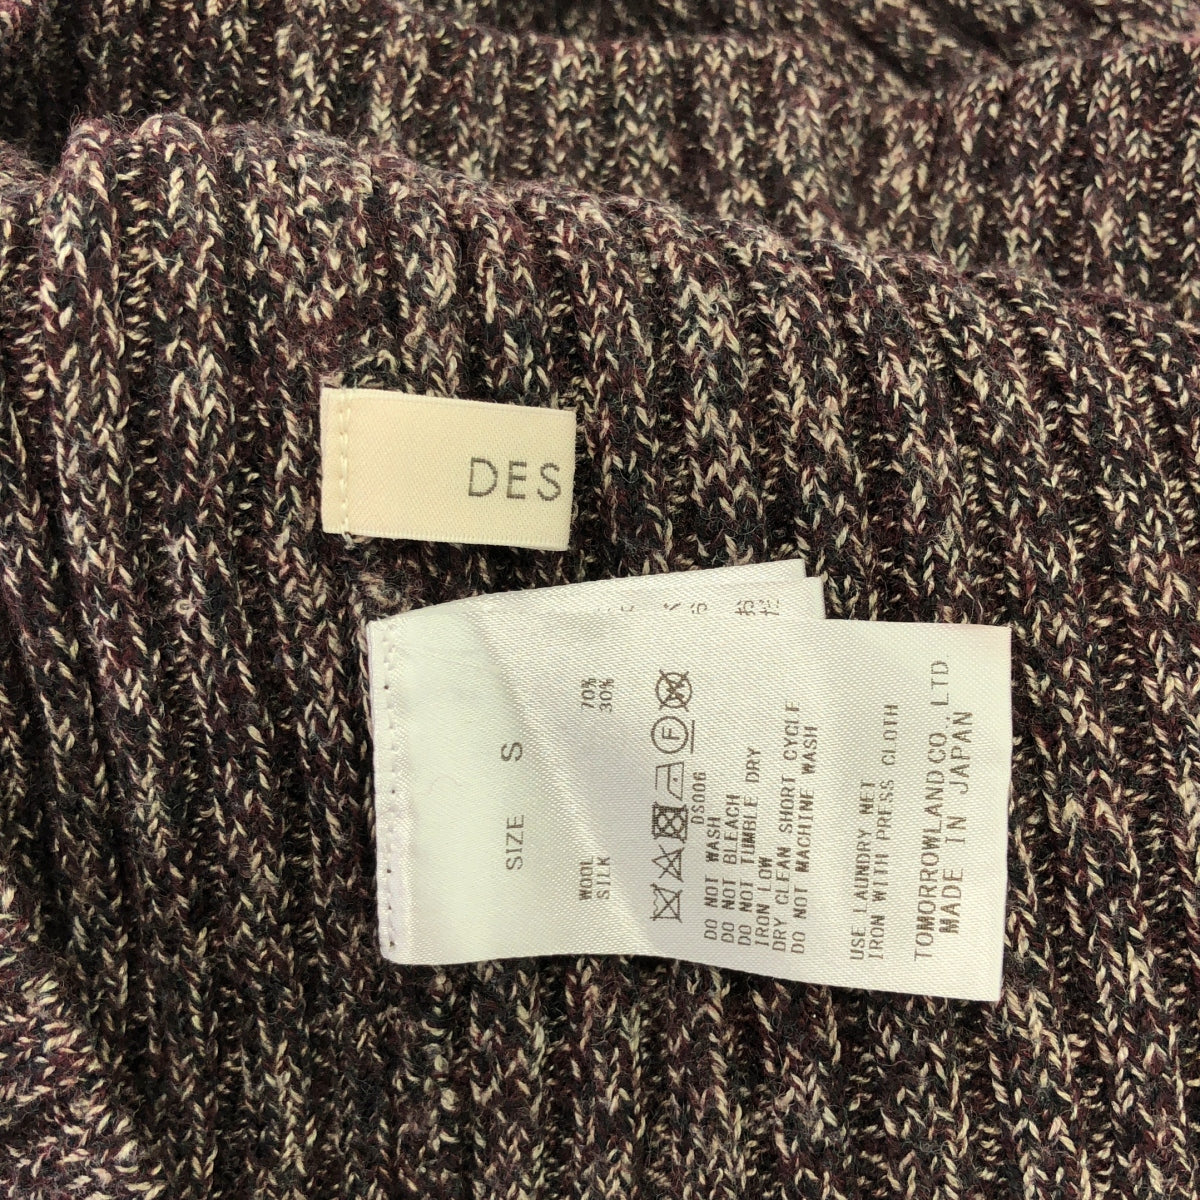 DES
SIZE S
WOOL 70%
SILK 30%
F
DS006
DO NOT WASH
DO NOT BLEACH
DO NOT TUMBLE DRY
IRON LOW
DRY CLEAN SHORT CYCLE
DO NOT MACHINE WASH
USE LAUNDRY NET
IRON WITH PRESS CLOTH
TOMORROWLAND CO., LTD
MADE IN JAPAN